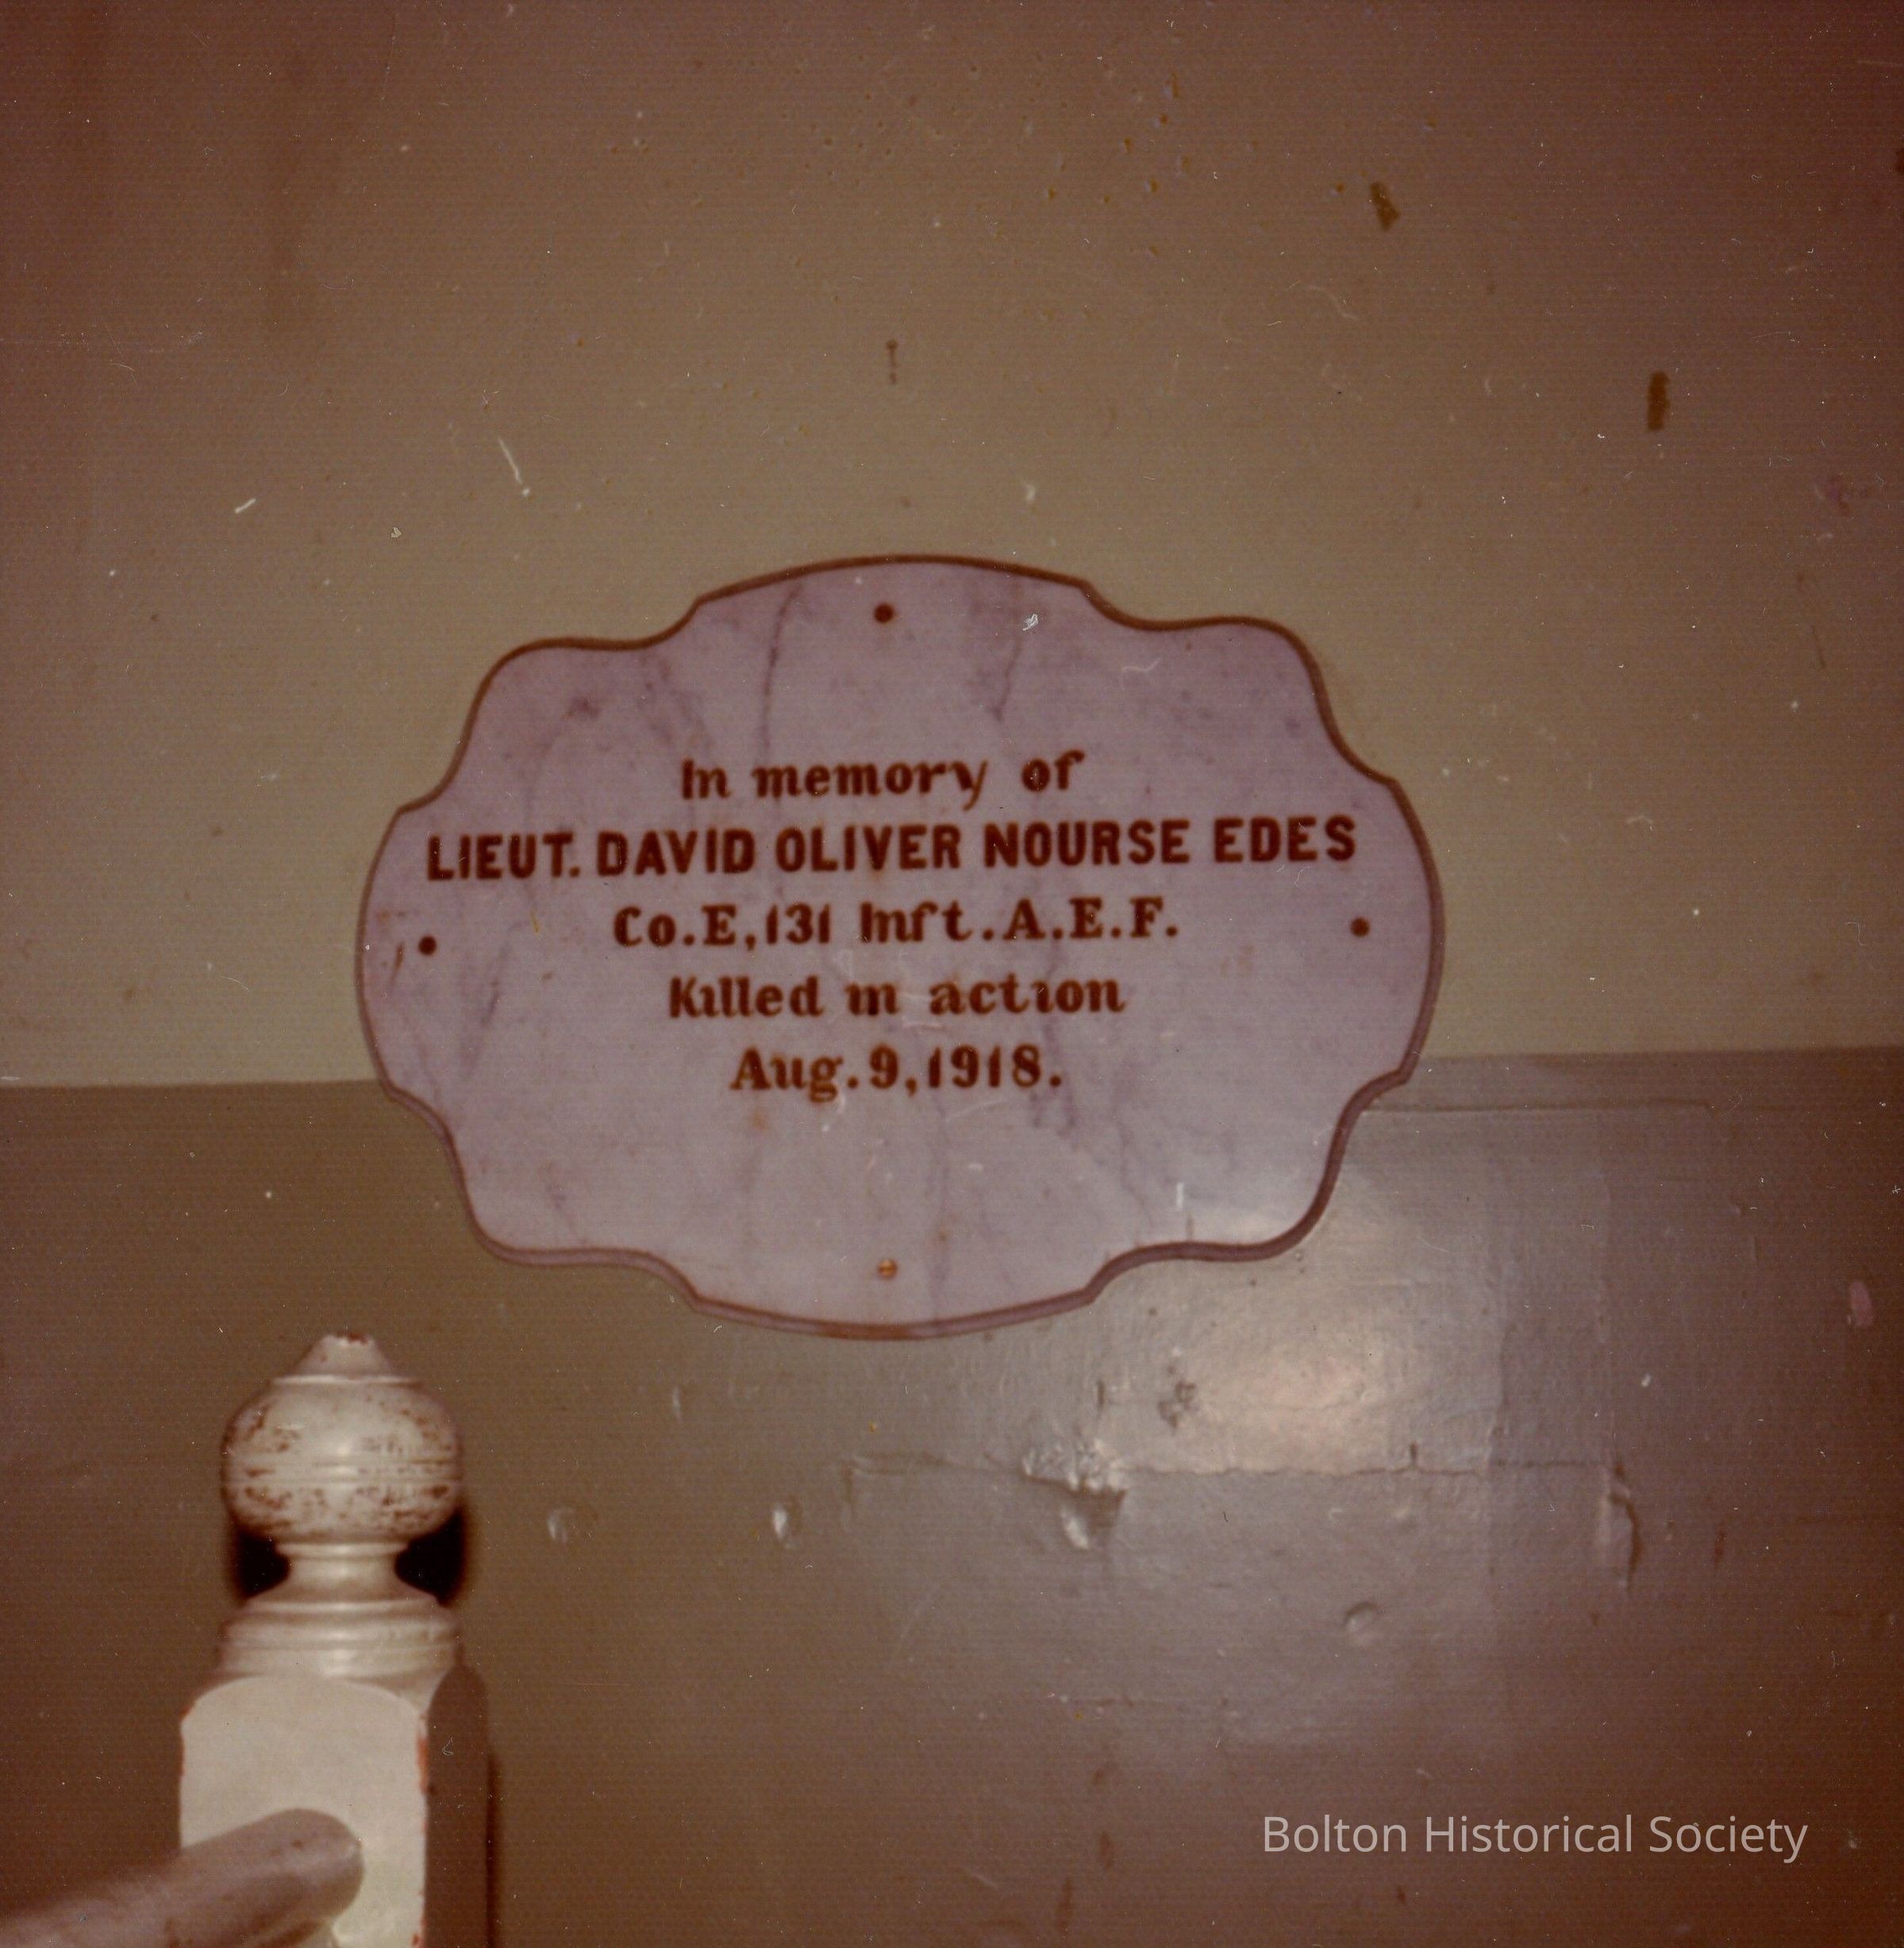 In memory of
LIEUT. DAVID OLIVER NOURSE EDES
Co.E,131 Inft.A.E.F.
Killed in action
Aug.9,1918.
Bolton Historical Society